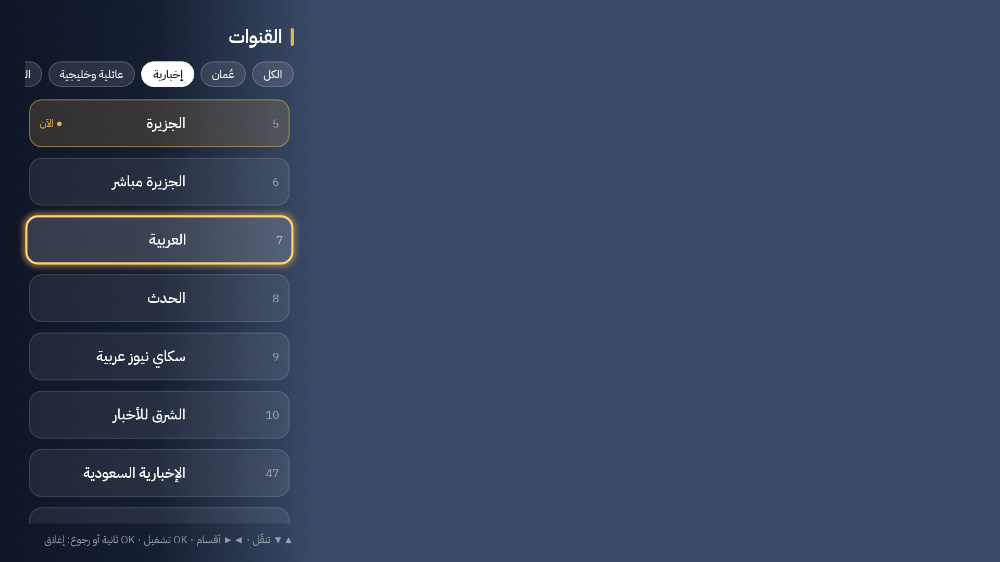 القنوات
الكل عُمان إخبارية عائلية وخليجية
5 الجزيرة ● الآن
6 الجزيرة مباشر
7 العربية
8 الحدث
9 سكاي نيوز عربية
10 الشرق للأخبار
47 الإخبارية السعودية
▲▼ تنقّل · ◄► أقسام · OK تشغيل · OK ثانية أو رجوع: إغلاق